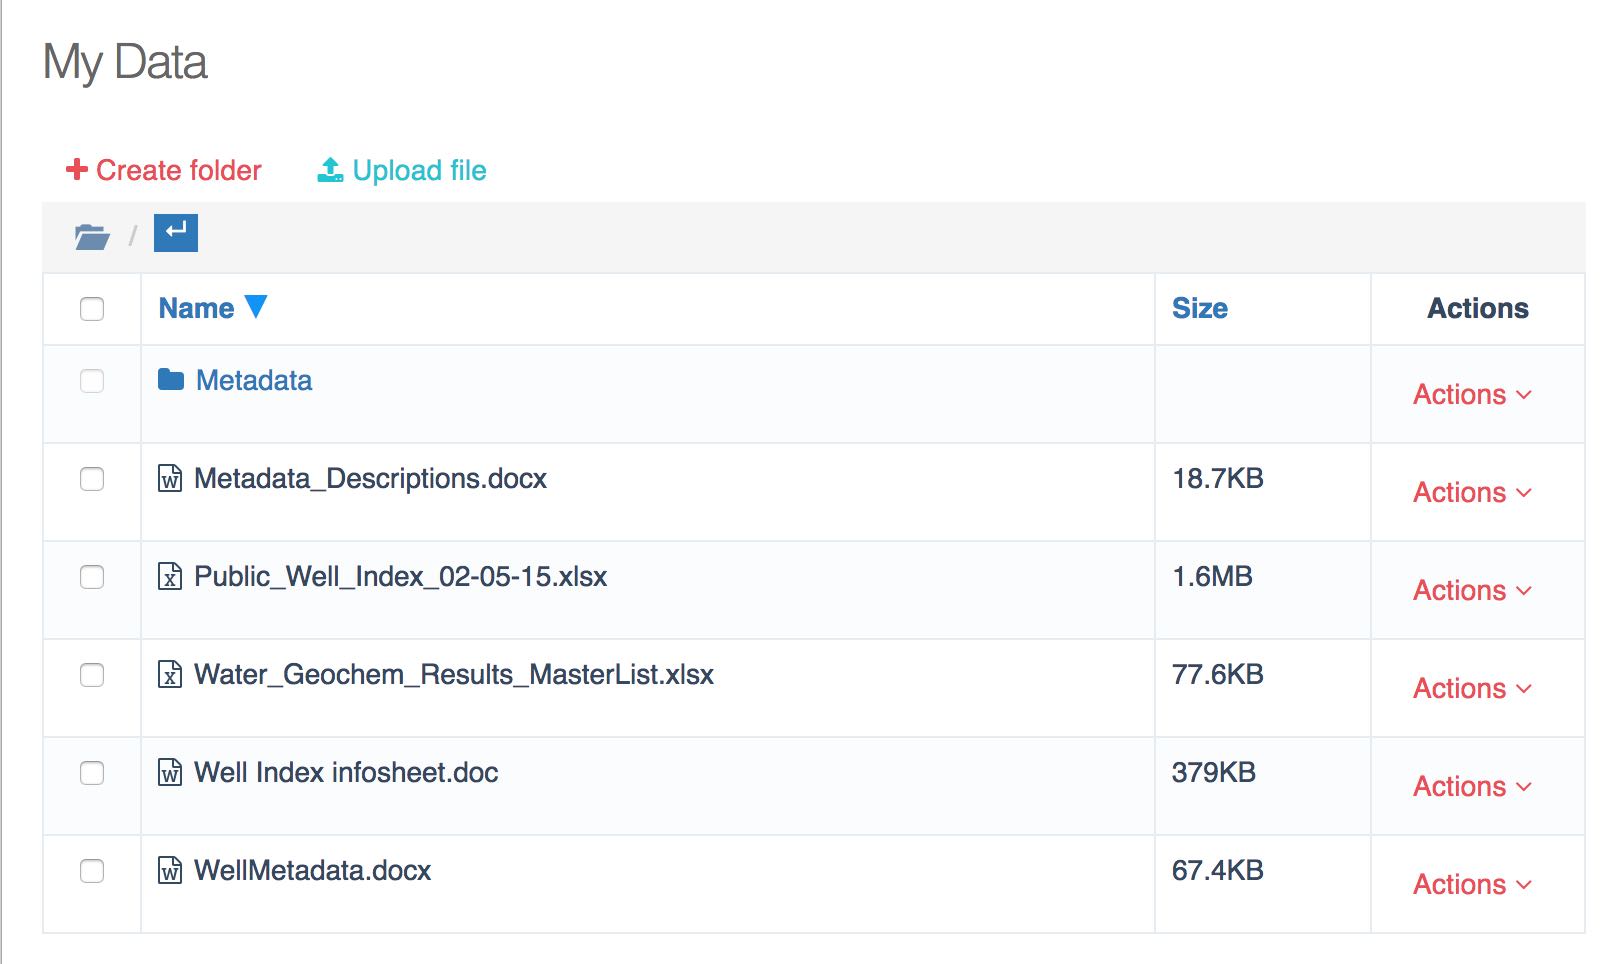 My Data
Create folder Upload file
/
Name Size Actions
Metadata Actions
Metadata_Descriptions.docx 18.7KB Actions
Public_Well_Index_02-05-15.xlsx 1.6MB Actions
Water_Geochem_Results_MasterList.xlsx 77.6KB Actions
Well Index infosheet.doc 379KB Actions
WellMetadata.docx 67.4KB Actions